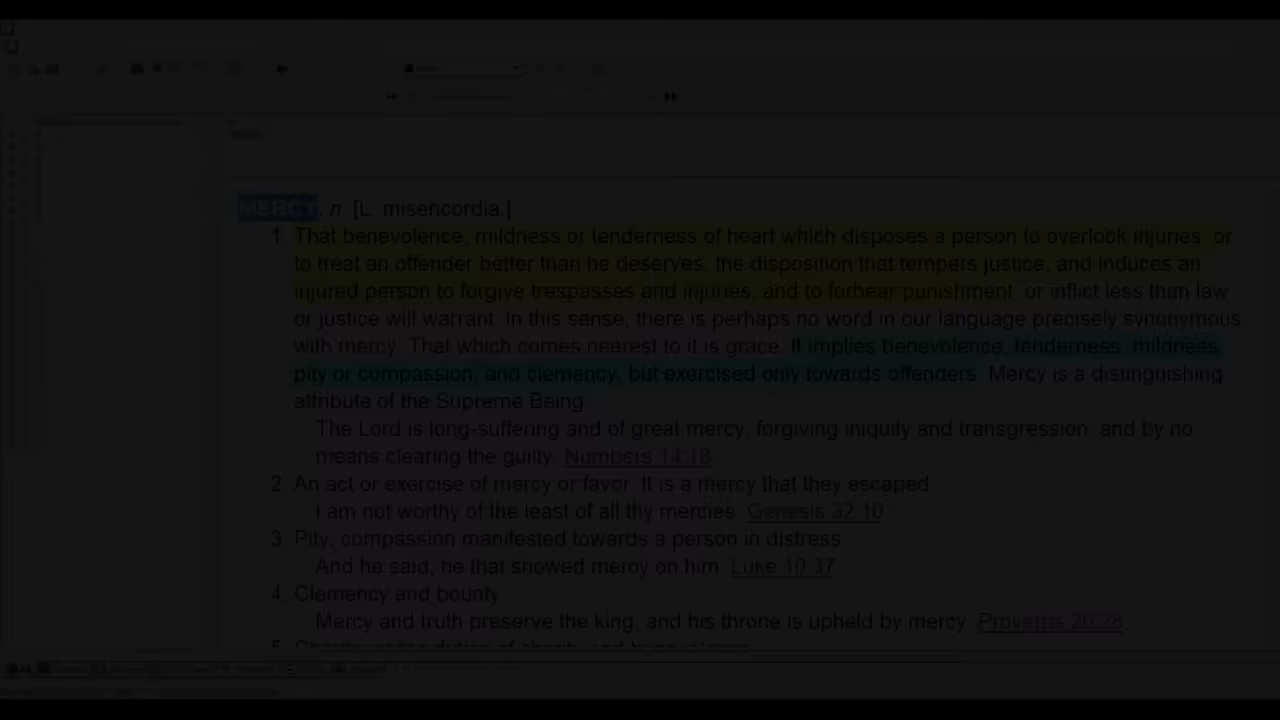 MERCY, n. [L. misericordia.]
1. That benevolence, mildness or tenderness of heart which disposes a person to overlook injuries, or
to treat an offender better than he deserves; the disposition that tempers justice, and induces an
injured person to forgive trespasses and injuries, and to forbear punishment, or inflict less than law
or justice will warrant. In this sense, there is perhaps no word in our language precisely synonymous
with mercy. That which comes nearest to it is grace. It implies benevolence, tenderness, mildness,
pity or compassion, and clemency, but exercised only towards offenders. Mercy is a distinguishing
attribute of the Supreme Being.
The Lord is long-suffering and of great mercy, forgiving iniquity and transgression, and by no
means clearing the guilty. Numbers 14:18
2. An act or exercise of mercy or favor. It is a mercy that they escaped.
I am not worthy of the least of all thy mercies. Genesis 32:10
3. Pity; compassion manifested towards a person in distress.
And he said, he that showed mercy on him. Luke 10:37
4. Clemency and bounty.
Mercy and truth preserve the king; and his throne is upheld by mercy. Proverbs 20:28